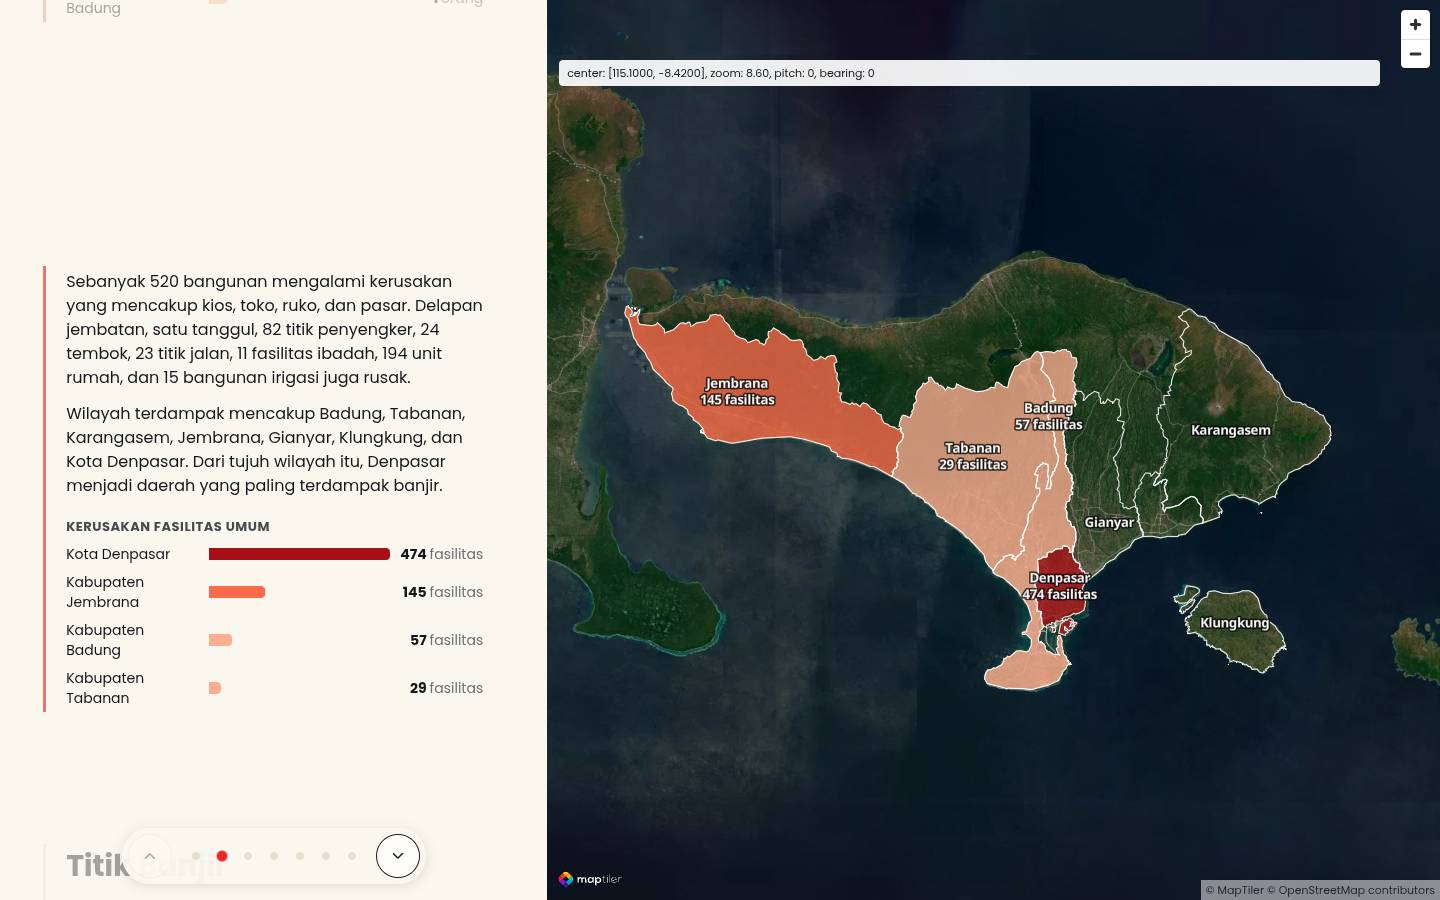 Badung
orang
Sebanyak 520 bangunan mengalami kerusakan
yang mencakup kios, toko, ruko, dan pasar. Delapan
jembatan, satu tanggul, 82 titik penyengker, 24
tembok, 23 titik jalan, 11 fasilitas ibadah, 194 unit
rumah, dan 15 bangunan irigasi juga rusak.
Wilayah terdampak mencakup Badung, Tabanan,
Karangasem, Jembrana, Gianyar, Klungkung, dan
Kota Denpasar. Dari tujuh wilayah itu, Denpasar
menjadi daerah yang paling terdampak banjir.
KERUSAKAN FASILITAS UMUM
Kota Denpasar 474 fasilitas
Kabupaten
Jembrana 145 fasilitas
Kabupaten
Badung 57 fasilitas
Kabupaten
Tabanan 29 fasilitas
Titik Banjir
center: [115.1000, -8.4200], zoom: 8.60, pitch: 0, bearing: 0
Jembrana
145 fasilitas
Badung
57 fasilitas
Tabanan
29 fasilitas
Karangasem
Gianyar
Denpasar
474 fasilitas
Klungkung
maptiler
© MapTiler © OpenStreetMap contributors